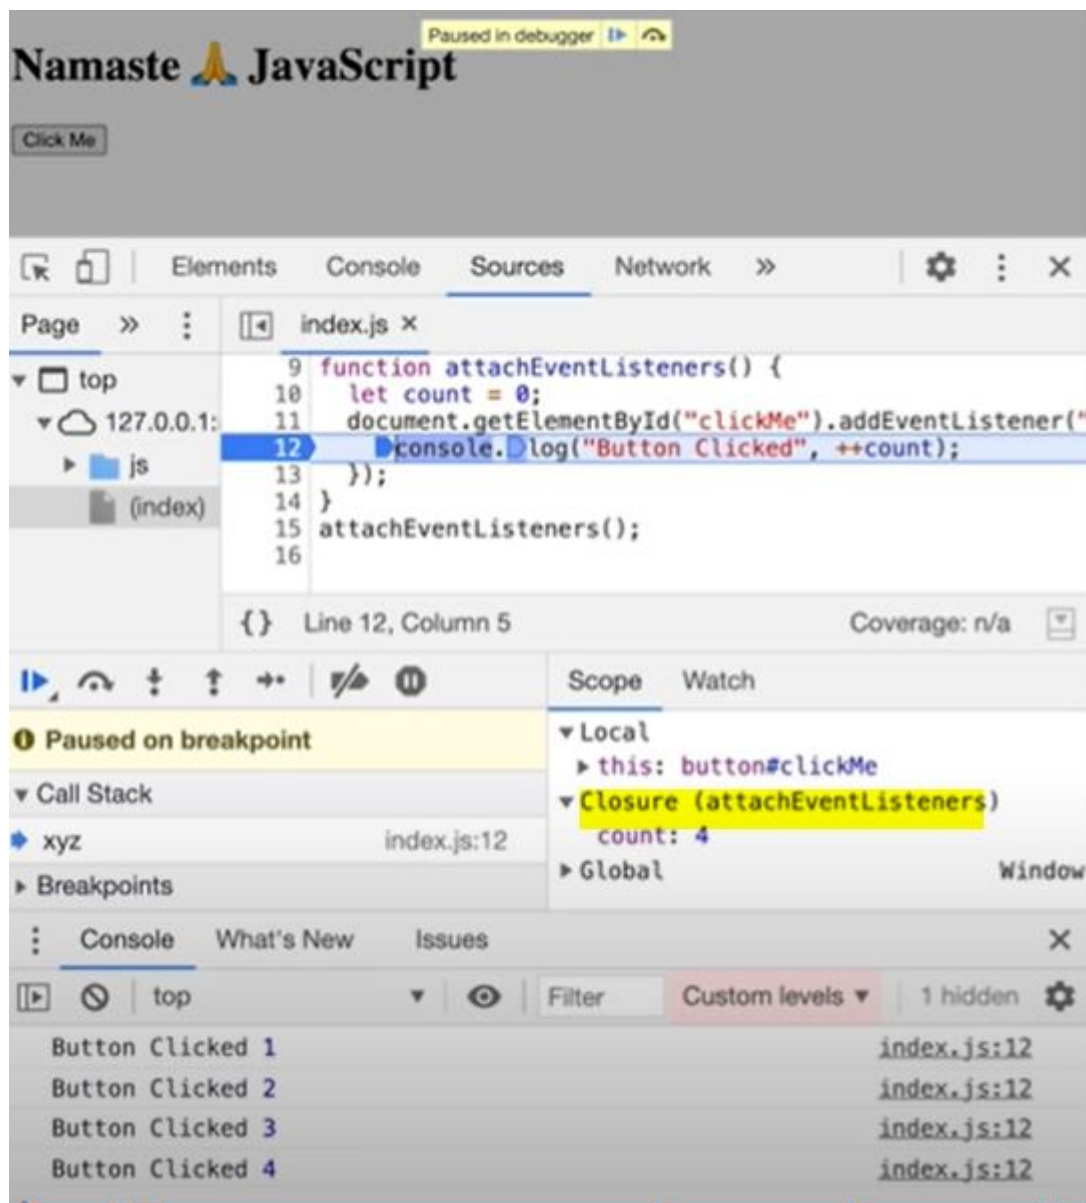 Paused in debugger
Namaste 🙏 JavaScript
Click Me
Elements Console Sources Network »
Page » index.js ×
top
127.0.0.1:
js
(index)
9 function attachEventListeners() {
10 let count = 0;
11 document.getElementById("clickMe").addEventListener("
12 console.log("Button Clicked", ++count);
13 });
14 }
15 attachEventListeners();
16
{} Line 12, Column 5 Coverage: n/a
Scope Watch
Paused on breakpoint
Call Stack
xyz index.js:12
Breakpoints
Local
this: button#clickMe
Closure (attachEventListeners)
count: 4
Global Window
Console What's New Issues
top Filter Custom levels ▼ 1 hidden
Button Clicked 1 index.js:12
Button Clicked 2 index.js:12
Button Clicked 3 index.js:12
Button Clicked 4 index.js:12